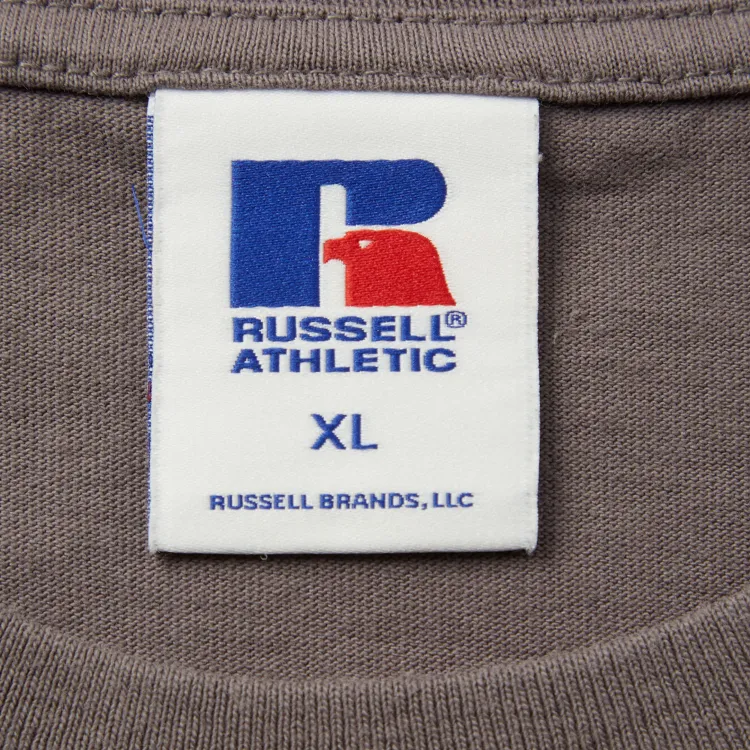 RUSSELL®
ATHLETIC
XL
RUSSELL BRANDS, LLC